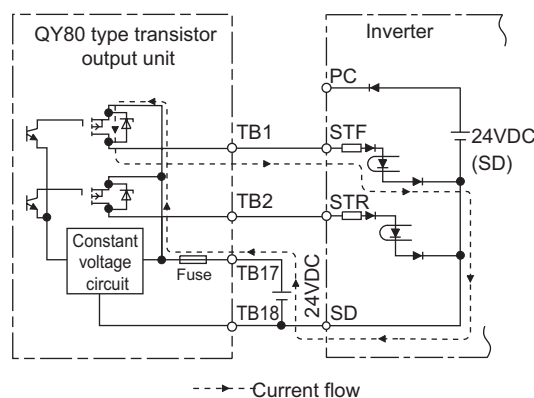 QY80 type transistor
output unit
Inverter
PC
TB1
STF
24VDC
(SD)
TB2
STR
Constant
voltage
circuit
Fuse
TB17
24VDC
TB18
SD
Current flow